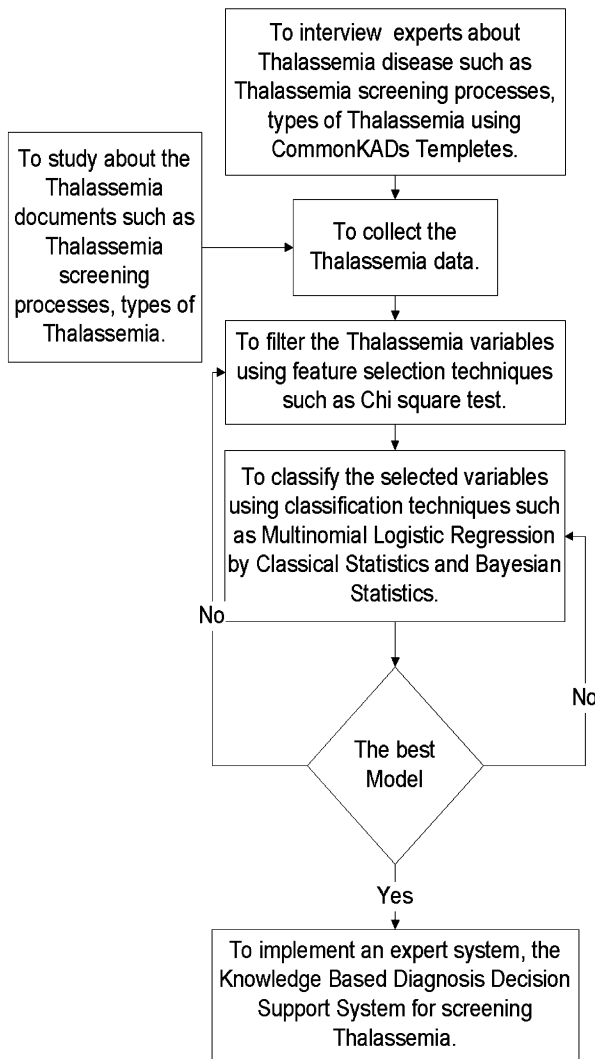 To interview experts about
Thalassemia disease such as
Thalassemia screening processes,
types of Thalassemia using
CommonKADs Templetes.
To study about the
Thalassemia
documents such as
Thalassemia
screening
processes, types of
Thalassemia.
To collect the
Thalassemia data.
To filter the Thalassemia variables
using feature selection techniques
such as Chi square test.
To classify the selected variables
using classification techniques such
as Multinomial Logistic Regression
by Classical Statistics and Bayesian
Statistics.
No
No
The best
Model
Yes
To implement an expert system, the
Knowledge Based Diagnosis Decision
Support System for screening
Thalassemia.